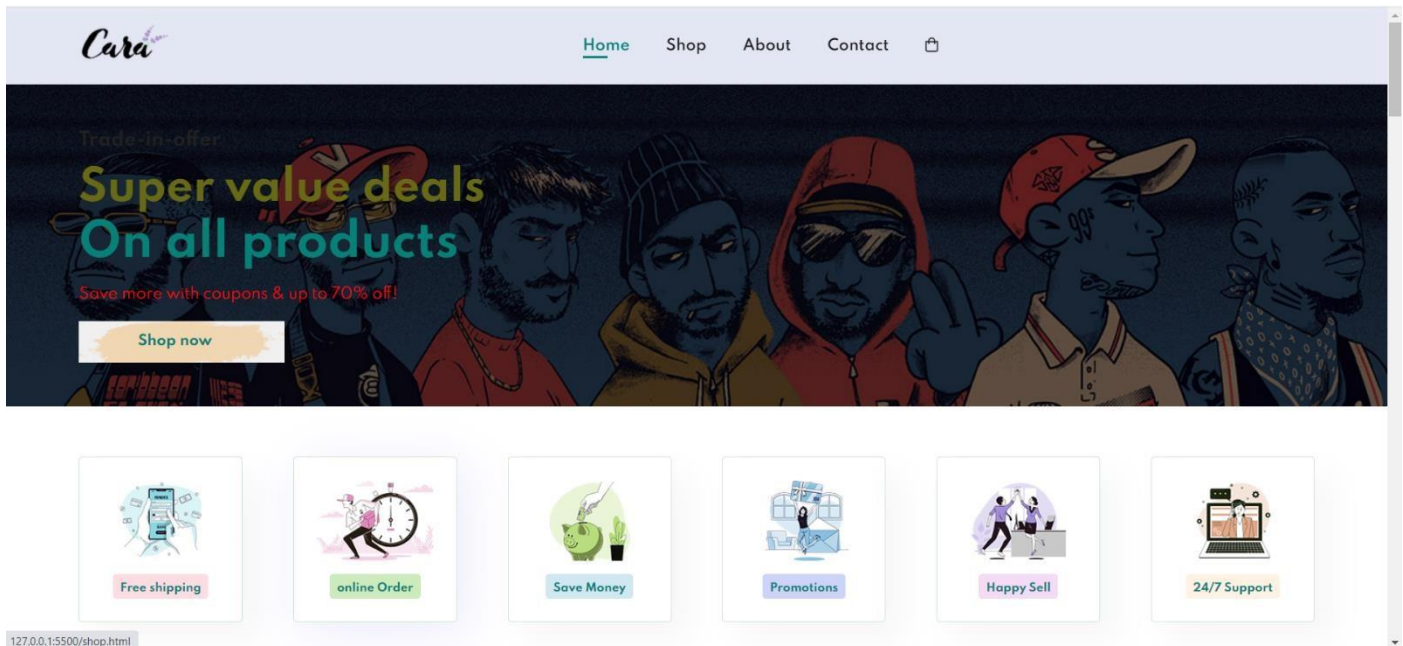 Cara
Home Shop About Contact
Trade-in-offer
Super value deals
On all products
Save more with coupons & up to 70% off!
Shop now
Free shipping
online Order
Save Money
Promotions
Happy Sell
24/7 Support
127.0.0.1:5500/shop.html